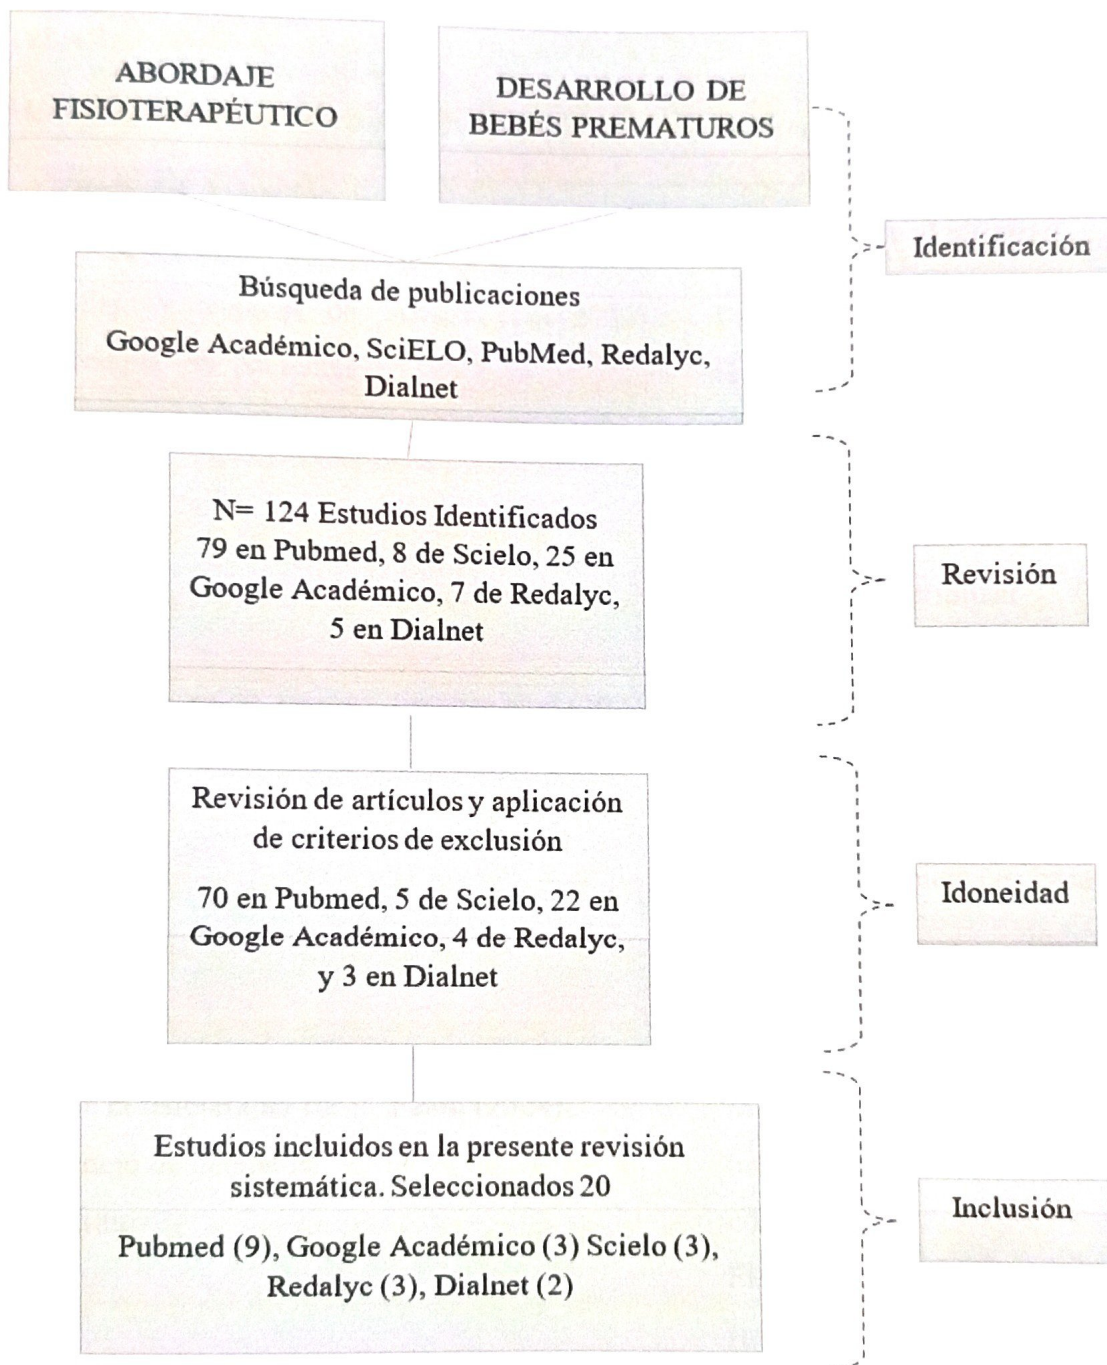 ABORDAJE
FISIOTERAPÉUTICO
DESARROLLO DE
BEBÉS PREMATUROS
Identificación
Búsqueda de publicaciones
Google Académico, SciELO, PubMed, Redalyc,
Dialnet
N= 124 Estudios Identificados
79 en Pubmed, 8 de Scielo, 25 en
Google Académico, 7 de Redalyc,
5 en Dialnet
Revisión
Revisión de artículos y aplicación
de criterios de exclusión
70 en Pubmed, 5 de Scielo, 22 en
Google Académico, 4 de Redalyc,
y 3 en Dialnet
Idoneidad
Estudios incluidos en la presente revisión
sistemática. Seleccionados 20
Pubmed (9), Google Académico (3) Scielo (3),
Redalyc (3), Dialnet (2)
Inclusión